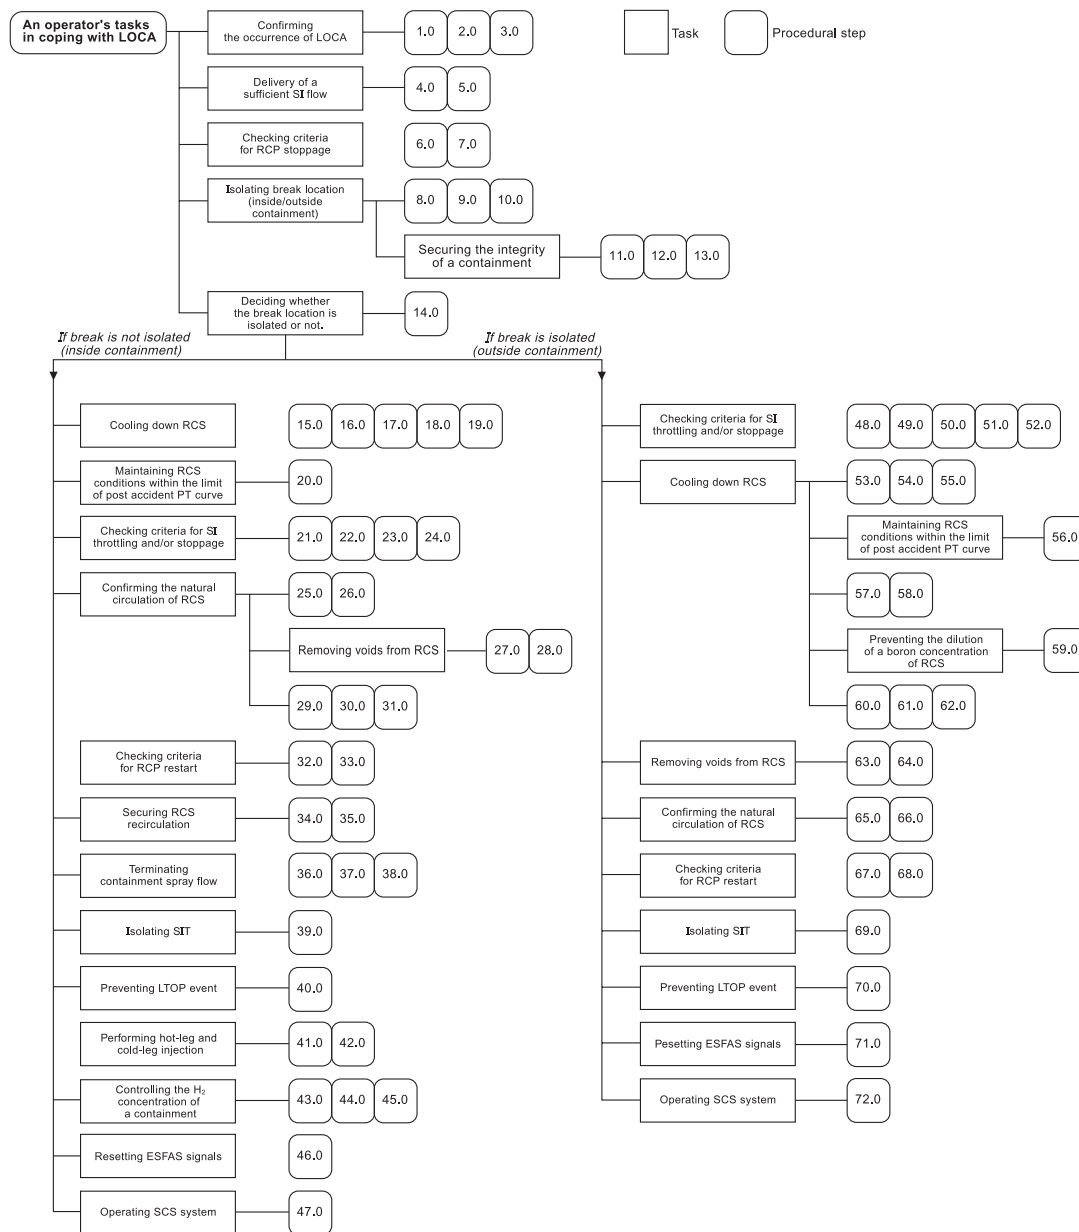 An operator's tasks
in coping with LOCA
Confirming
the occurrence of LOCA
1.0 2.0 3.0
Task
Procedural step
Delivery of a
sufficient SI flow
4.0 5.0
Checking criteria
for RCP stoppage
6.0 7.0
Isolating break location
(inside/outside
containment)
8.0 9.0 10.0
Securing the integrity
of a containment
11.0 12.0 13.0
Deciding whether
the break location is
isolated or not.
14.0
If break is not isolated
(inside containment)
If break is isolated
(outside containment)
Cooling down RCS
15.0 16.0 17.0 18.0 19.0
Maintaining RCS
conditions within the limit
of post accident PT curve
20.0
Checking criteria for SI
throttling and/or stoppage
21.0 22.0 23.0 24.0
Confirming the natural
circulation of RCS
25.0 26.0
Removing voids from RCS
27.0 28.0
29.0 30.0 31.0
Checking criteria
for RCP restart
32.0 33.0
Securing RCS
recirculation
34.0 35.0
Terminating
containment spray flow
36.0 37.0 38.0
Isolating SIT
39.0
Preventing LTOP event
40.0
Performing hot-leg and
cold-leg injection
41.0 42.0
Controlling the H₂
concentration of
a containment
43.0 44.0 45.0
Resetting ESFAS signals
46.0
Operating SCS system
47.0
Checking criteria for SI
throttling and/or stoppage
48.0 49.0 50.0 51.0 52.0
Cooling down RCS
53.0 54.0 55.0
Maintaining RCS
conditions within the limit
of post accident PT curve
56.0
57.0 58.0
Preventing the dilution
of a boron concentration
of RCS
59.0
60.0 61.0 62.0
Removing voids from RCS
63.0 64.0
Confirming the natural
circulation of RCS
65.0 66.0
Checking criteria
for RCP restart
67.0 68.0
Isolating SIT
69.0
Preventing LTOP event
70.0
Pesetting ESFAS signals
71.0
Operating SCS system
72.0